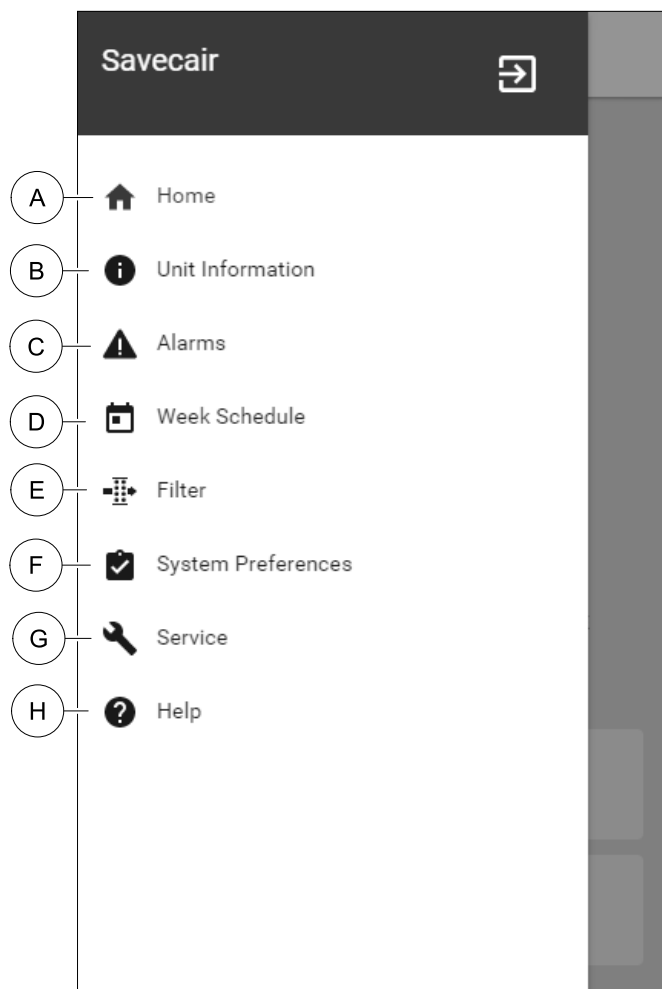 Savecair
A Home
B Unit Information
C Alarms
D Week Schedule
E Filter
F System Preferences
G Service
H Help